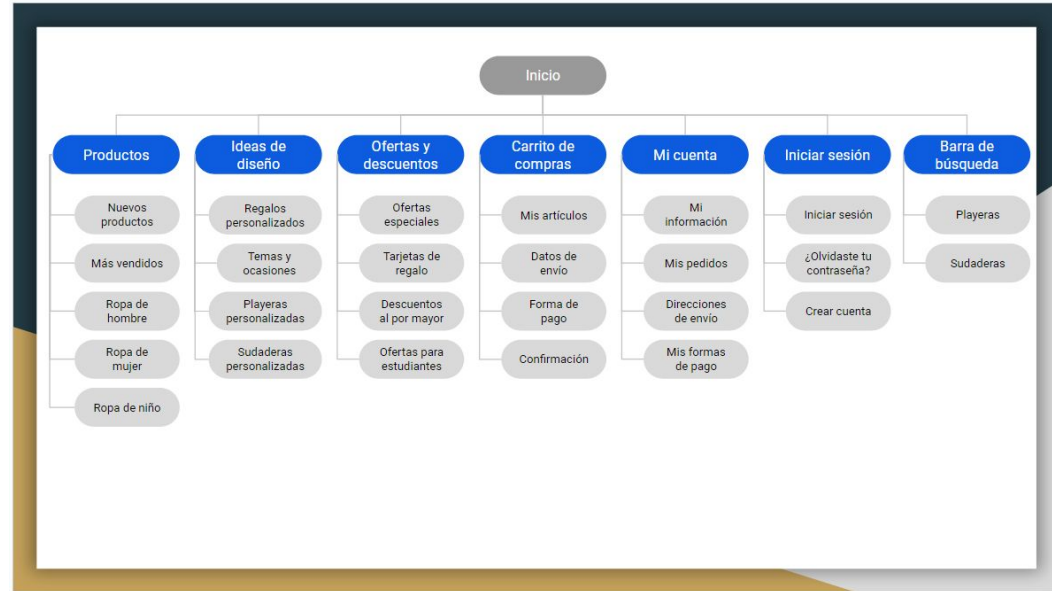 Inicio
Productos
Nuevos
productos
Más vendidos
Ropa de
hombre
Ropa de
mujer
Ropa de niño
Ideas de
diseño
Regalos
personalizados
Temas y
ocasiones
Playeras
personalizadas
Sudaderas
personalizadas
Ofertas y
descuentos
Ofertas
especiales
Tarjetas de
regalo
Descuentos
al por mayor
Ofertas para
estudiantes
Carrito de
compras
Mis artículos
Datos de
envío
Forma de
pago
Confirmación
Mi cuenta
Mi
información
Mis pedidos
Direcciones
de envío
Mis formas
de pago
Iniciar sesión
Iniciar sesión
¿Olvidaste tu
contraseña?
Crear cuenta
Barra de
búsqueda
Playeras
Sudaderas